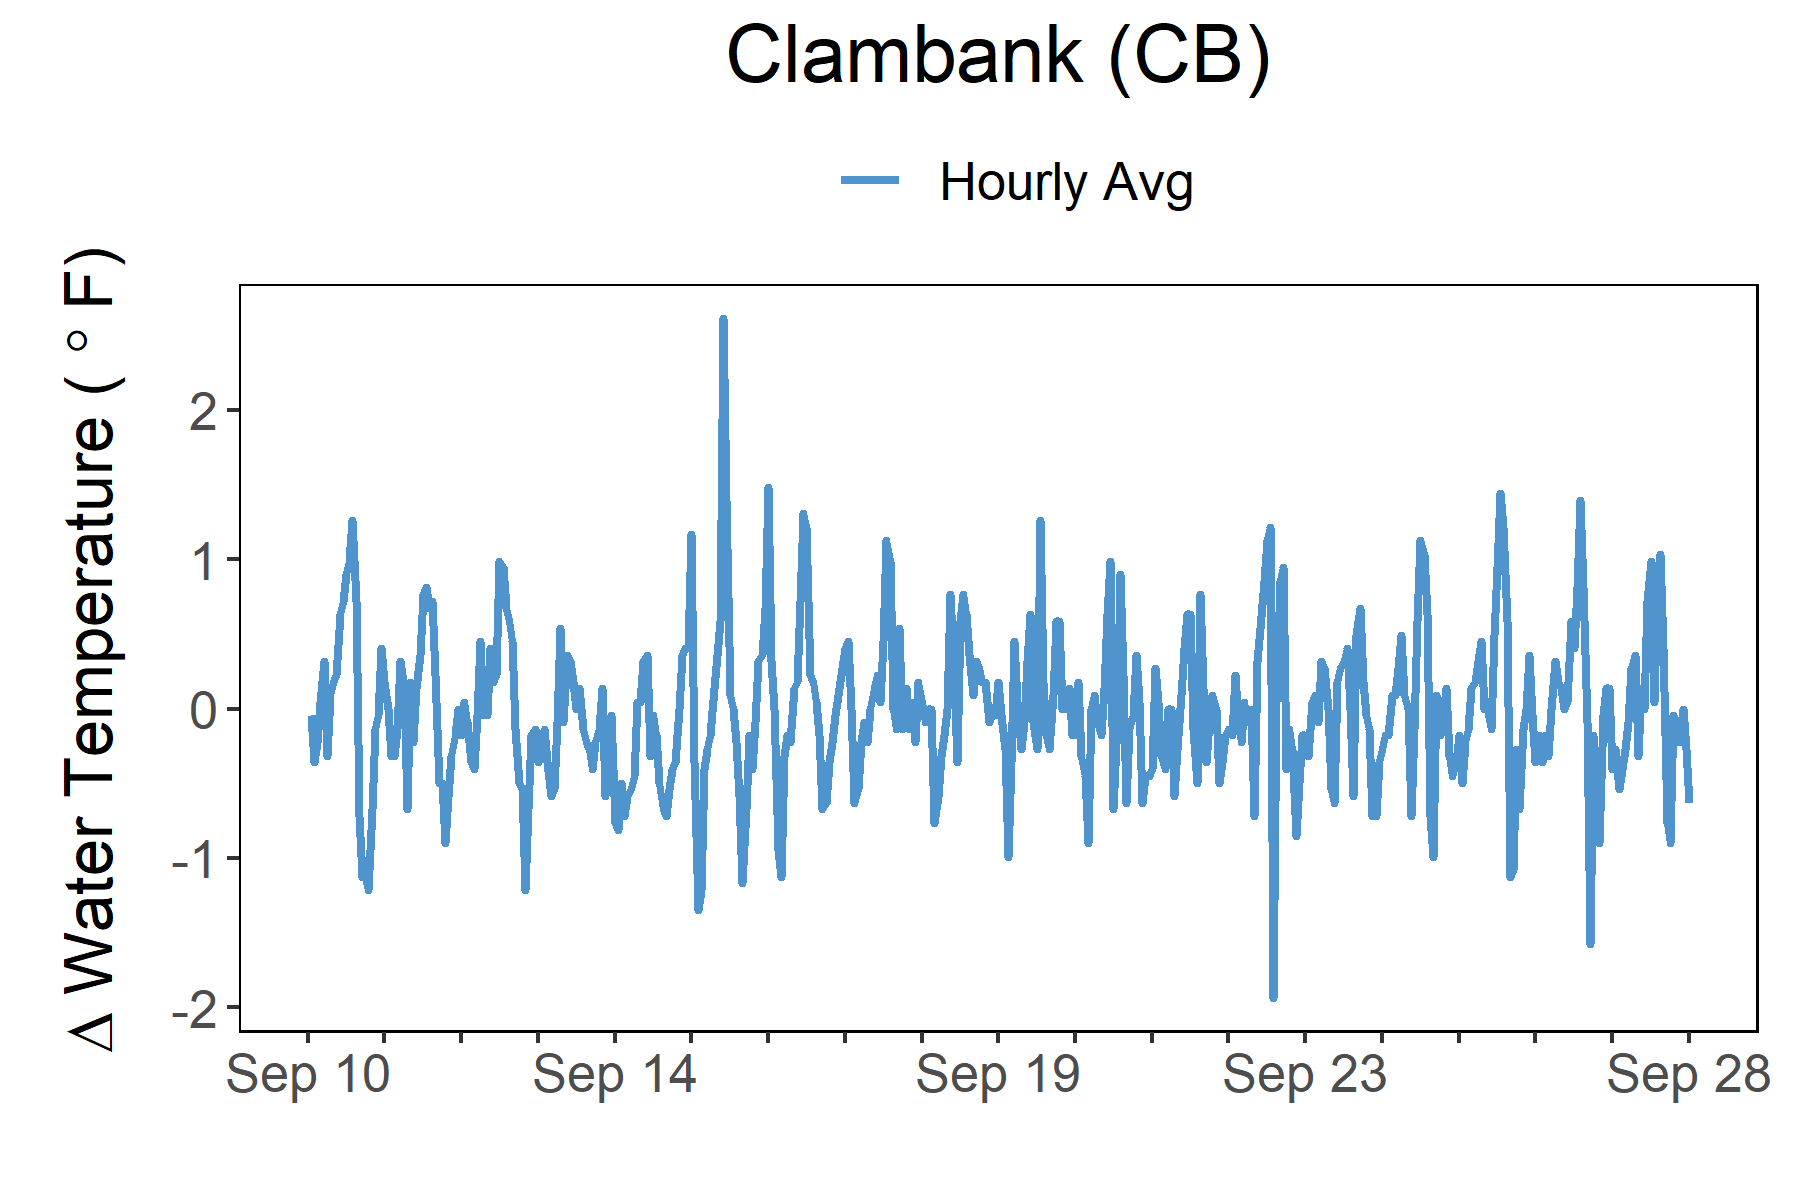 Clambank (CB)
Hourly Avg
Δ Water Temperature ( ° F)
2
1
0
-1
-2
Sep 10
Sep 14
Sep 19
Sep 23
Sep 28